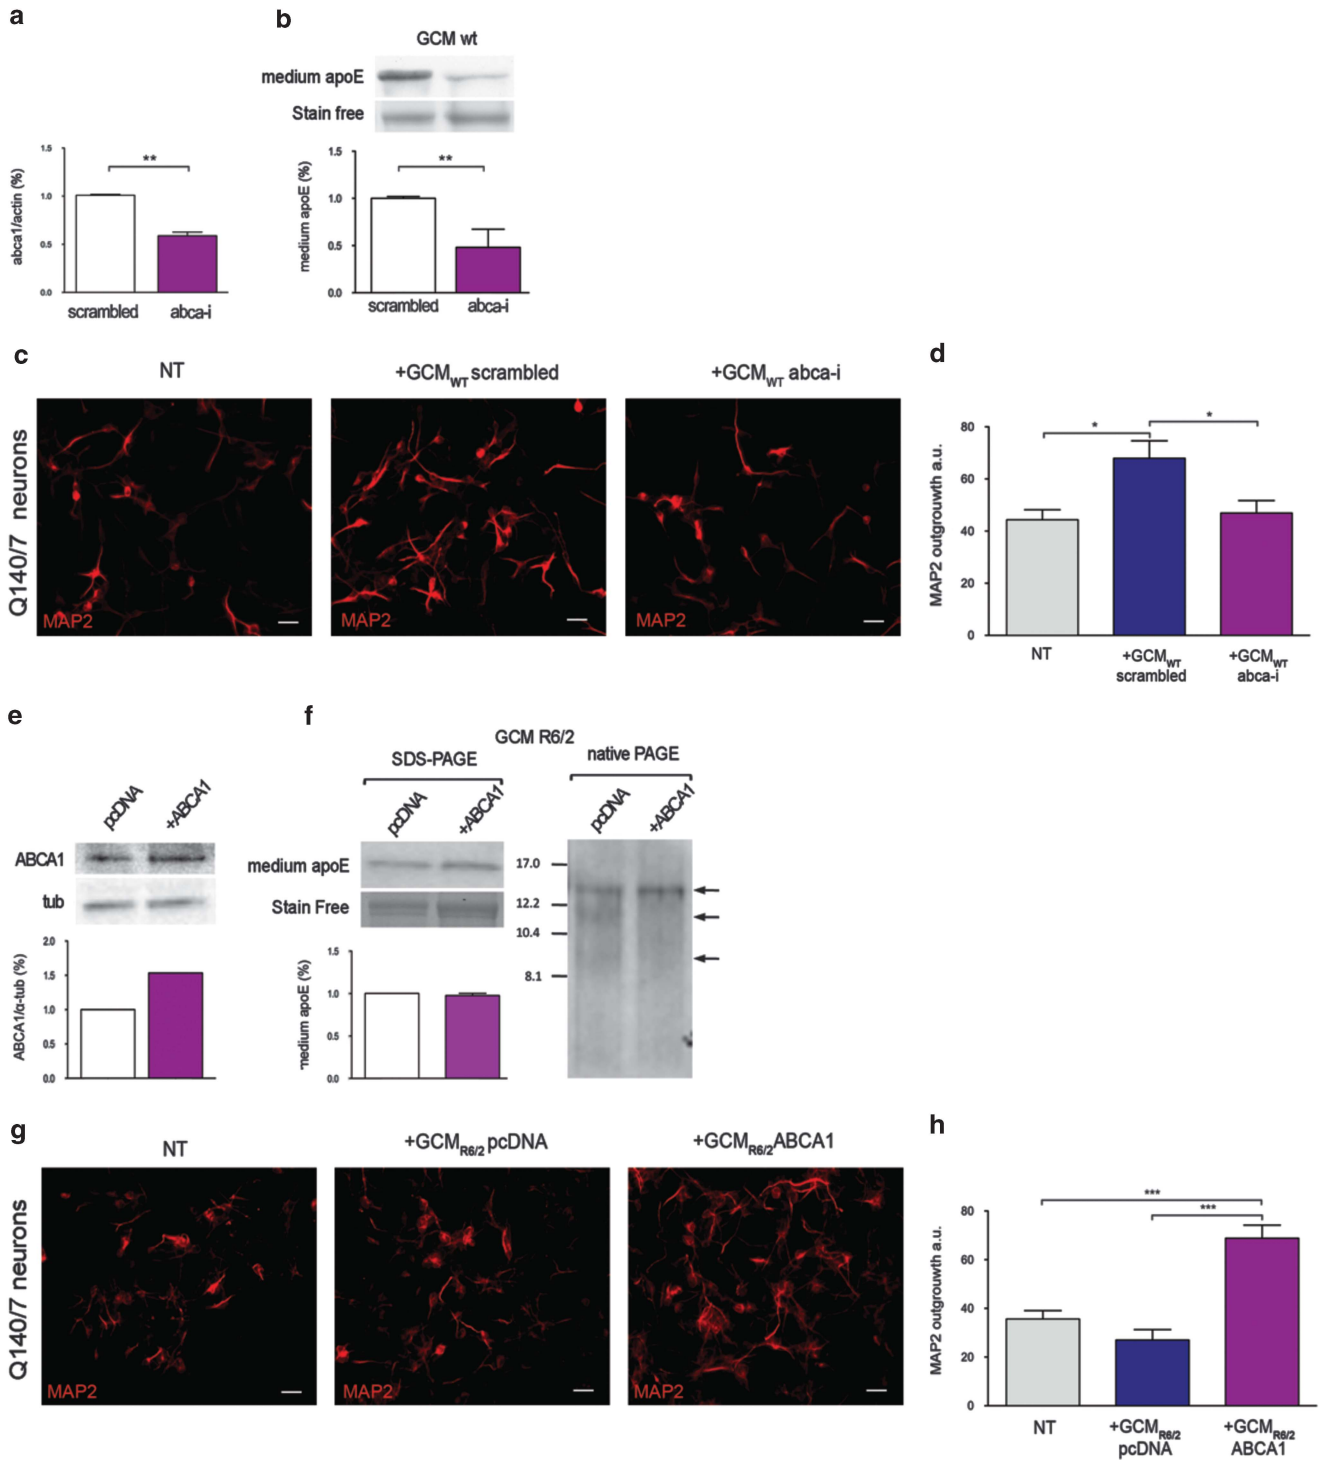 a
abca1/actin (%)
1.5
1.0
0.5
0.0
**
scrambled abca-i
b
GCM wt
medium apoE
Stain free
medium apoE (%)
1.5
1.0
0.5
0.0
**
scrambled abca-i
c
NT +GCMWT scrambled +GCMWT abca-i
Q140/7 neurons
MAP2 MAP2 MAP2
d
MAP2 outgrouwth a.u.
80
60
40
20
0
* *
NT +GCMWT scrambled +GCMWT abca-i
e
pcDNA +ABCA1
ABCA1
tub
ABCA1/α-tub (%)
2.0
1.5
1.0
0.5
0.0
f
GCM R6/2
SDS-PAGE native PAGE
pcDNA +ABCA1 pcDNA +ABCA1
medium apoE
Stain Free
17.0
12.2
10.4
8.1
medium apoE (%)
1.5
1.0
0.5
0.0
g
NT +GCMR6/2 pcDNA +GCMR6/2 ABCA1
Q140/7 neurons
MAP2 MAP2 MAP2
h
MAP2 outgrouwth a.u.
80
60
40
20
0
***
***
NT +GCMR6/2 pcDNA +GCMR6/2 ABCA1